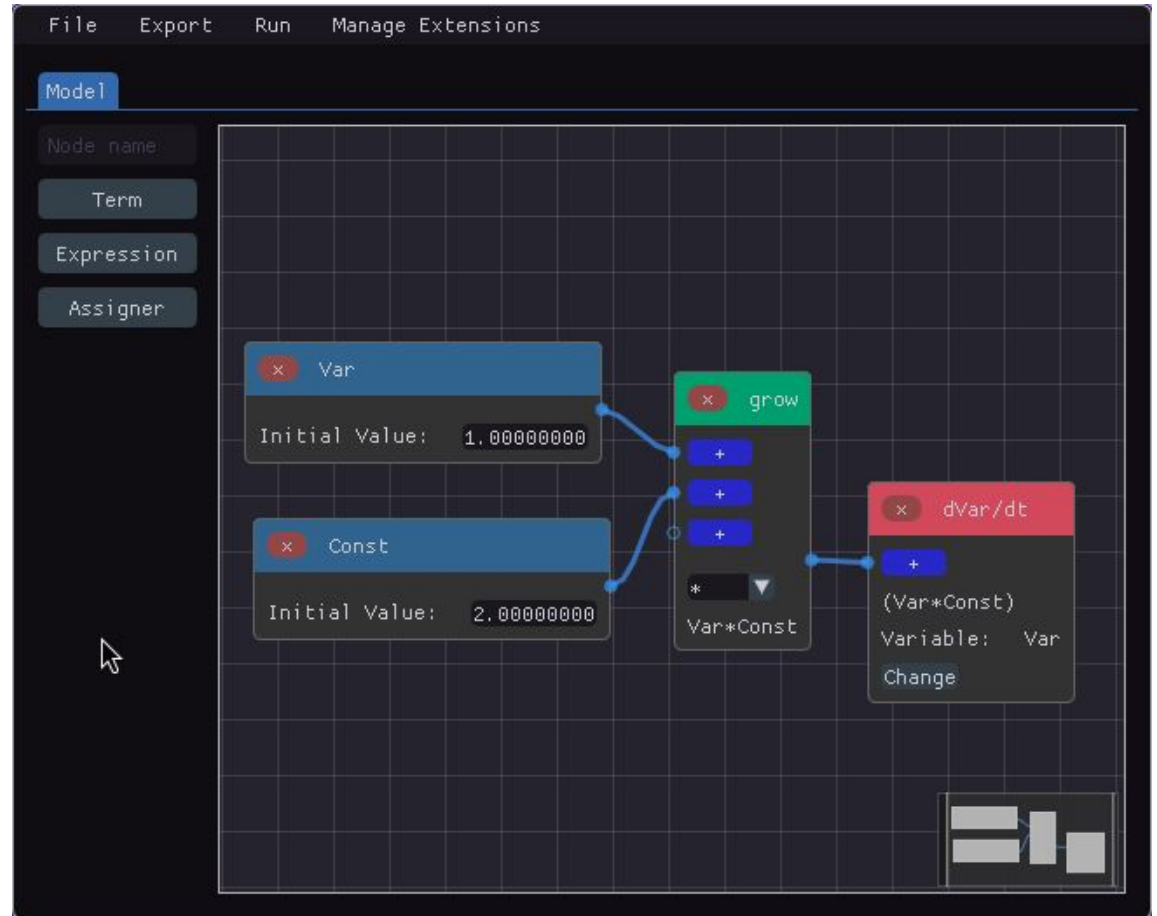 File Export Run Manage Extensions
Model
Node name
Term
Expression
Assigner
× Var
Initial Value: 1.00000000
× Const
Initial Value: 2.00000000
× grow
+
+
+
* ▼
Var*Const
× dVar/dt
+
(Var*Const)
Variable: Var
Change